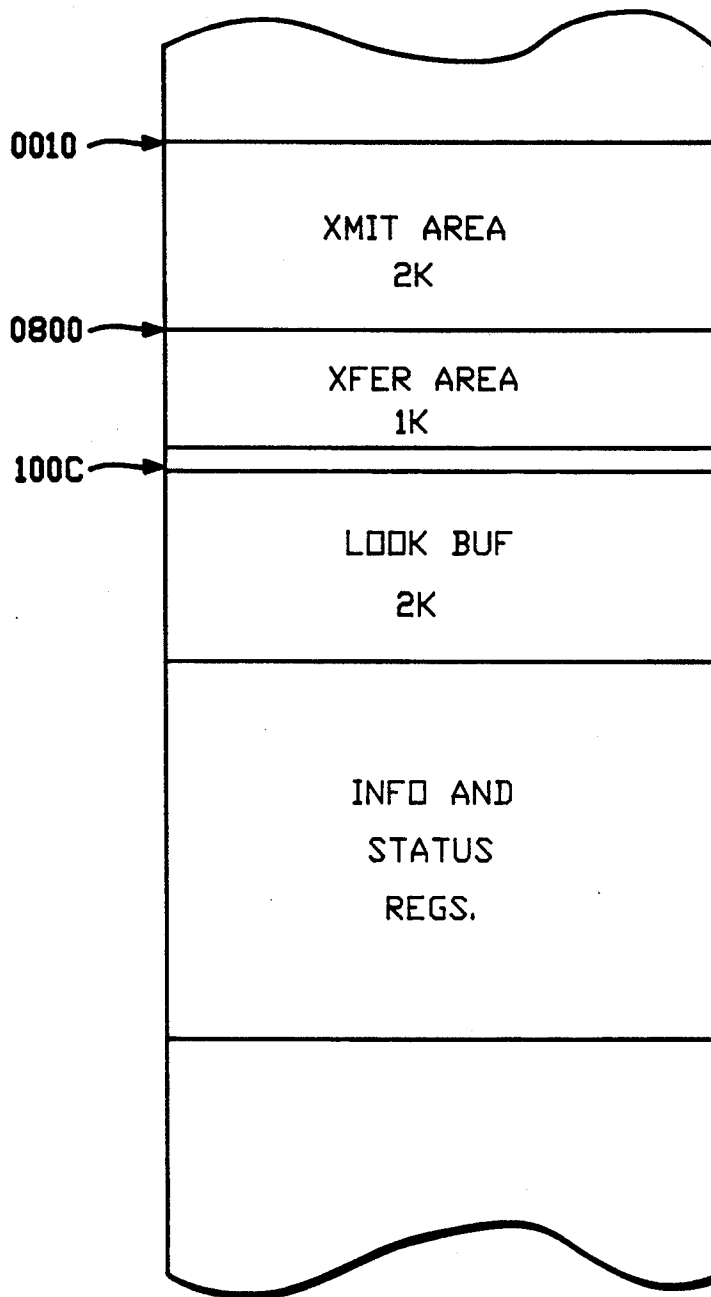 0010
XMIT AREA
2K
0800
XFER AREA
1K
100C
LOOK BUF
2K
INFO AND
STATUS
REGS.